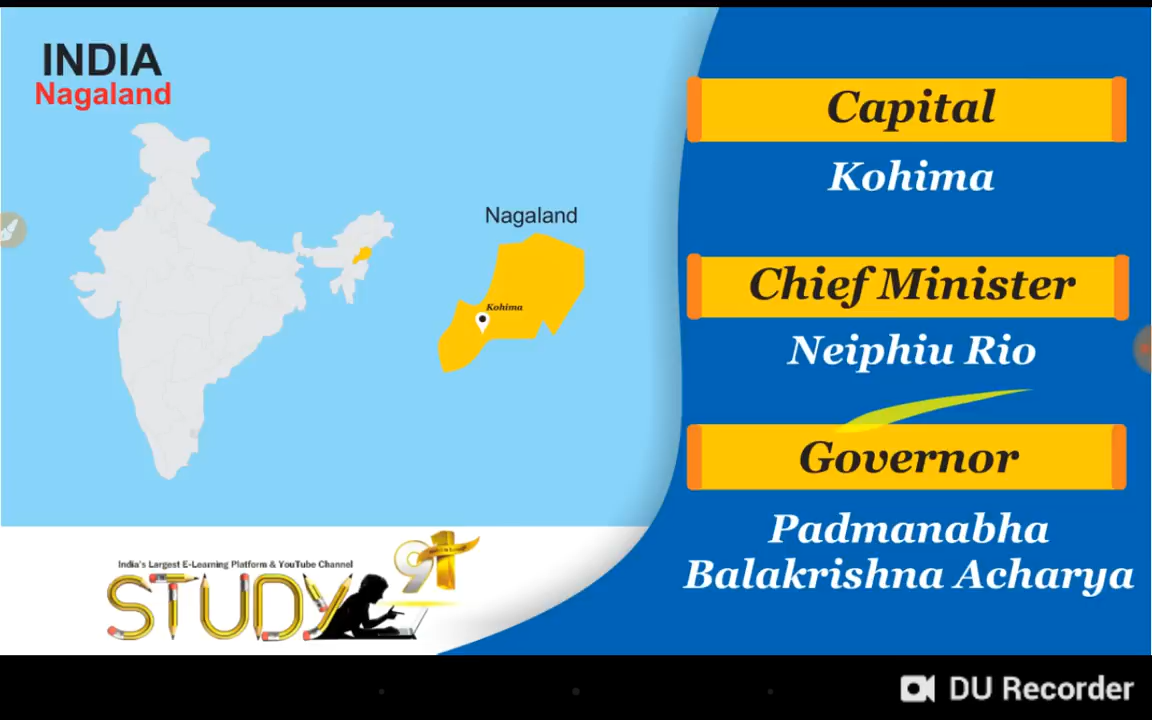 INDIA
Nagaland
Nagaland
Kohima
Capital
Kohima
Chief Minister
Neiphiu Rio
Governor
Padmanabha
Balakrishna Acharya
India's Largest E-Learning Platform & YouTube Channel
STUDY
91
DU Recorder